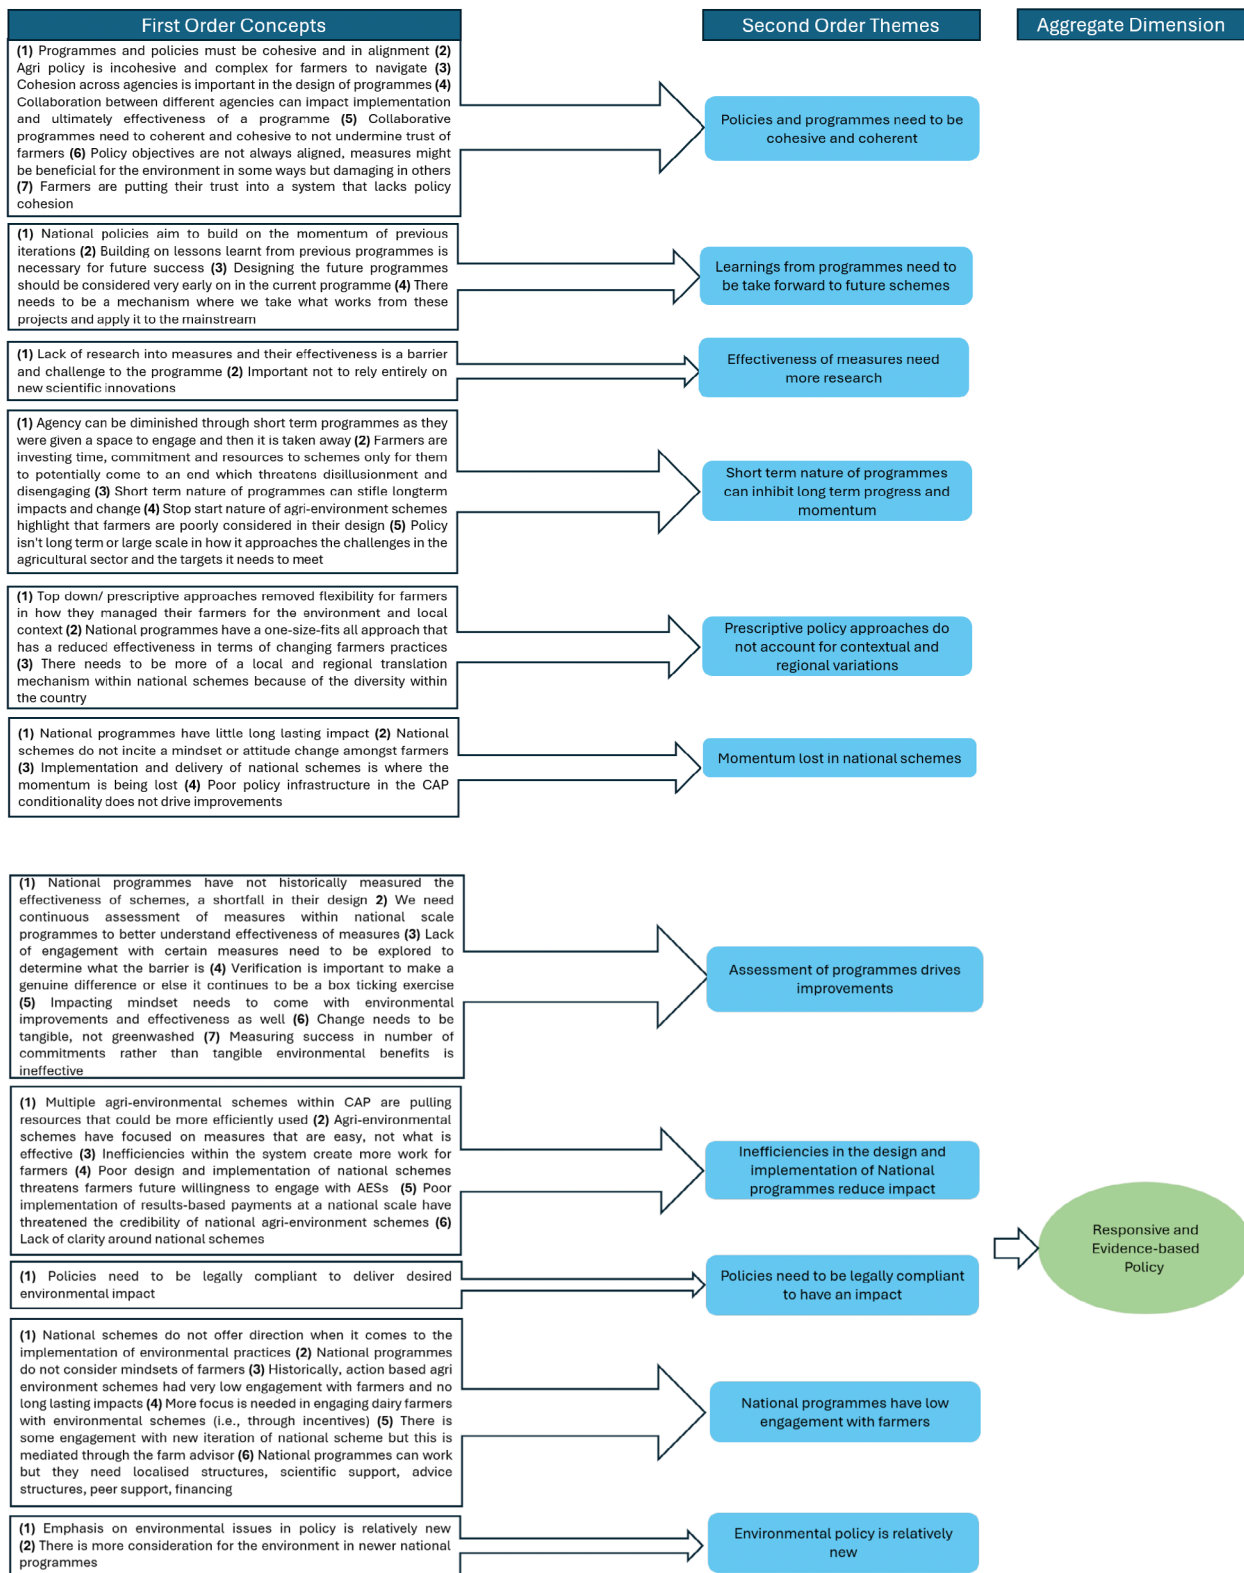 First Order Concepts
Second Order Themes
Aggregate Dimension
(1) Programmes and policies must be cohesive and in alignment (2)
Agri policy is incohesive and complex for farmers to navigate (3)
Cohesion across agencies is important in the design of programmes (4)
Collaboration between different agencies can impact implementation
and ultimately effectiveness of a programme (5) Collaborative
programmes need to coherent and cohesive to not undermine trust of
farmers (6) Policy objectives are not always aligned, measures might
be beneficial for the environment in some ways but damaging in others
(7) Farmers are putting their trust into a system that lacks policy
cohesion
Policies and programmes need to be
cohesive and coherent
(1) National policies aim to build on the momentum of previous
iterations (2) Building on lessons learnt from previous programmes is
necessary for future success (3) Designing the future programmes
should be considered very early on in the current programme (4) There
needs to be a mechanism where we take what works from these
projects and apply it to the mainstream
Learnings from programmes need to
be take forward to future schemes
(1) Lack of research into measures and their effectiveness is a barrier
and challenge to the programme (2) Important not to rely entirely on
new scientific innovations
Effectiveness of measures need
more research
(1) Agency can be diminished through short term programmes as they
were given a space to engage and then it is taken away (2) Farmers are
investing time, commitment and resources to schemes only for them
to potentially come to an end which threatens disillusionment and
disengaging (3) Short term nature of programmes can stifle longterm
impacts and change (4) Stop start nature of agri-environment schemes
highlight that farmers are poorly considered in their design (5) Policy
isn't long term or large scale in how it approaches the challenges in the
agricultural sector and the targets it needs to meet
Short term nature of programmes
can inhibit long term progress and
momentum
(1) Top down/ prescriptive approaches removed flexibility for farmers
in how they managed their farmers for the environment and local
context (2) National programmes have a one-size-fits all approach that
has a reduced effectiveness in terms of changing farmers practices
(3) There needs to be more of a local and regional translation
mechanism within national schemes because of the diversity within
the country
Prescriptive policy approaches do
not account for contextual and
regional variations
(1) National programmes have little long lasting impact (2) National
schemes do not incite a mindset or attitude change amongst farmers
(3) Implementation and delivery of national schemes is where the
momentum is being lost (4) Poor policy infrastructure in the CAP
conditionality does not drive improvements
Momentum lost in national schemes
(1) National programmes have not historically measured the
effectiveness of schemes, a shortfall in their design 2) We need
continuous assessment of measures within national scale
programmes to better understand effectiveness of measures (3) Lack
of engagement with certain measures need to be explored to
determine what the barrier is (4) Verification is important to make a
genuine difference or else it continues to be a box ticking exercise
(5) Impacting mindset needs to come with environmental
improvements and effectiveness as well (6) Change needs to be
tangible, not greenwashed (7) Measuring success in number of
commitments rather than tangible environmental benefits is
ineffective
Assessment of programmes drives
improvements
(1) Multiple agri-environmental schemes within CAP are pulling
resources that could be more efficiently used (2) Agri-environmental
schemes have focused on measures that are easy, not what is
effective (3) Inefficiencies within the system create more work for
farmers (4) Poor design and implementation of national schemes
threatens farmers future willingness to engage with AESs (5) Poor
implementation of results-based payments at a national scale have
threatened the credibility of national agri-environment schemes (6)
Lack of clarity around national schemes
Inefficiencies in the design and
implementation of National
programmes reduce impact
Responsive and
Evidence-based
Policy
(1) Policies need to be legally compliant to deliver desired
environmental impact
Policies need to be legally compliant
to have an impact
(1) National schemes do not offer direction when it comes to the
implementation of environmental practices (2) National programmes
do not consider mindsets of farmers (3) Historically, action based agri
environment schemes had very low engagement with farmers and no
long lasting impacts (4) More focus is needed in engaging dairy farmers
with environmental schemes (i.e., through incentives) (5) There is
some engagement with new iteration of national scheme but this is
mediated through the farm advisor (6) National programmes can work
but they need localised structures, scientific support, advice
structures, peer support, financing
National programmes have low
engagement with farmers
(1) Emphasis on environmental issues in policy is relatively new
(2) There is more consideration for the environment in newer national
programmes
Environmental policy is relatively
new